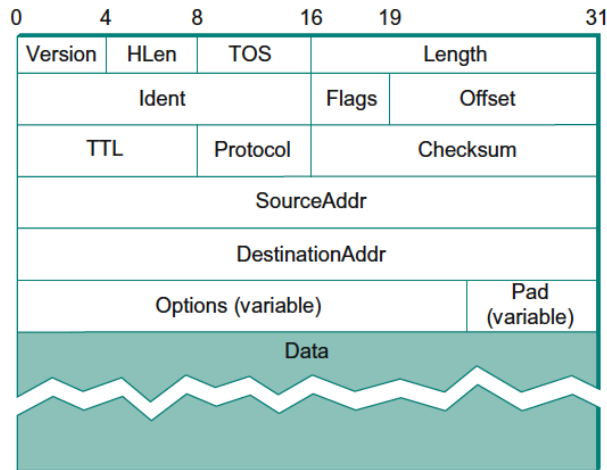 0 4 8 16 19 31
Version HLen TOS Length
Ident Flags Offset
TTL Protocol Checksum
SourceAddr
DestinationAddr
Options (variable) Pad
(variable)
Data